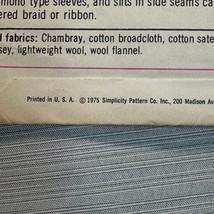 mono type sleeves, and slits in side seams ca
ered braid or ribbon.
d fabrics: Chambray, cotton broadcloth, cotton sate
sey, lightweight wool, wool flannel.
Printed in U. S. A. © 1975 Simplicity Pattern Co. Inc., 200 Madison Av